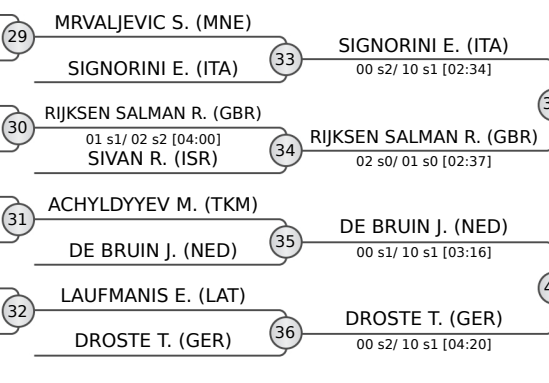 29
MRVALJEVIC S. (MNE)
SIGNORINI E. (ITA)
33
SIGNORINI E. (ITA)
00 s2/ 10 s1 [02:34]
30
RIJKSEN SALMAN R. (GBR)
01 s1/ 02 s2 [04:00]
SIVAN R. (ISR)
34
RIJKSEN SALMAN R. (GBR)
02 s0/ 01 s0 [02:37]
31
ACHYLDYYEV M. (TKM)
DE BRUIN J. (NED)
35
DE BRUIN J. (NED)
00 s1/ 10 s1 [03:16]
32
LAUFMANIS E. (LAT)
DROSTE T. (GER)
36
DROSTE T. (GER)
00 s2/ 10 s1 [04:20]